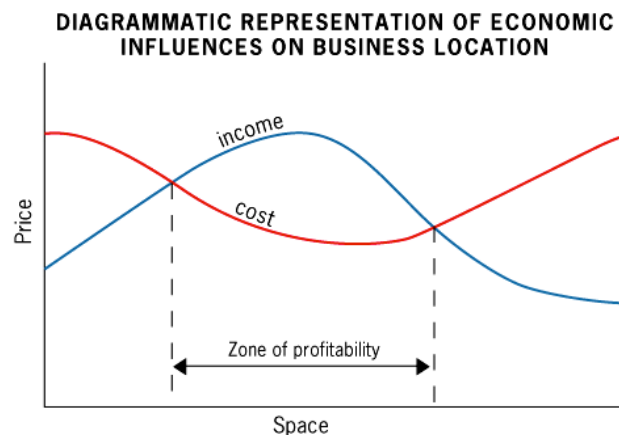 DIAGRAMMATIC REPRESENTATION OF ECONOMIC
INFLUENCES ON BUSINESS LOCATION
income
cost
Price
Zone of profitability
Space